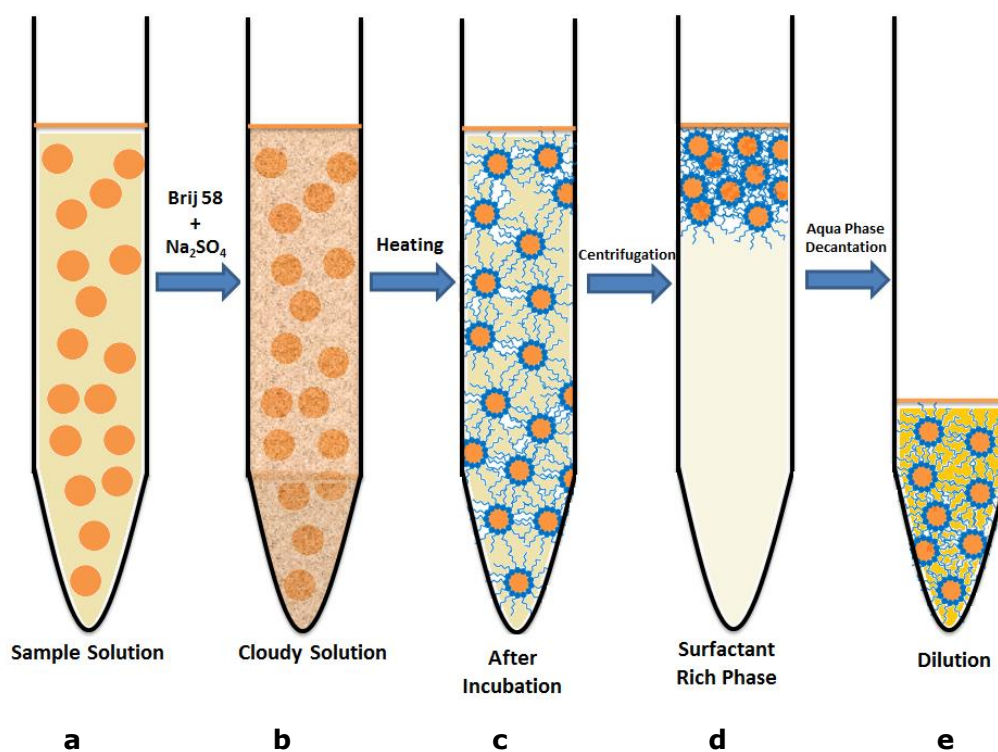 Brij 58
+
Na₂SO₄
Heating
Centrifugation
Aqua Phase
Decantation
Sample Solution
Cloudy Solution
After
Incubation
Surfactant
Rich Phase
Dilution
a
b
c
d
e